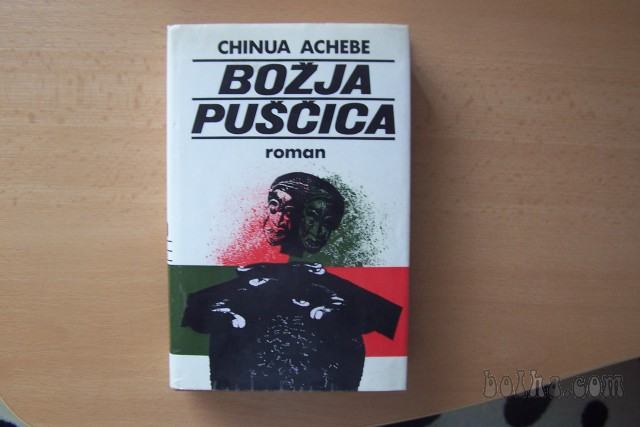 CHINUA ACHEBE
BOŽJA
PUŠČICA
roman
bolha.com